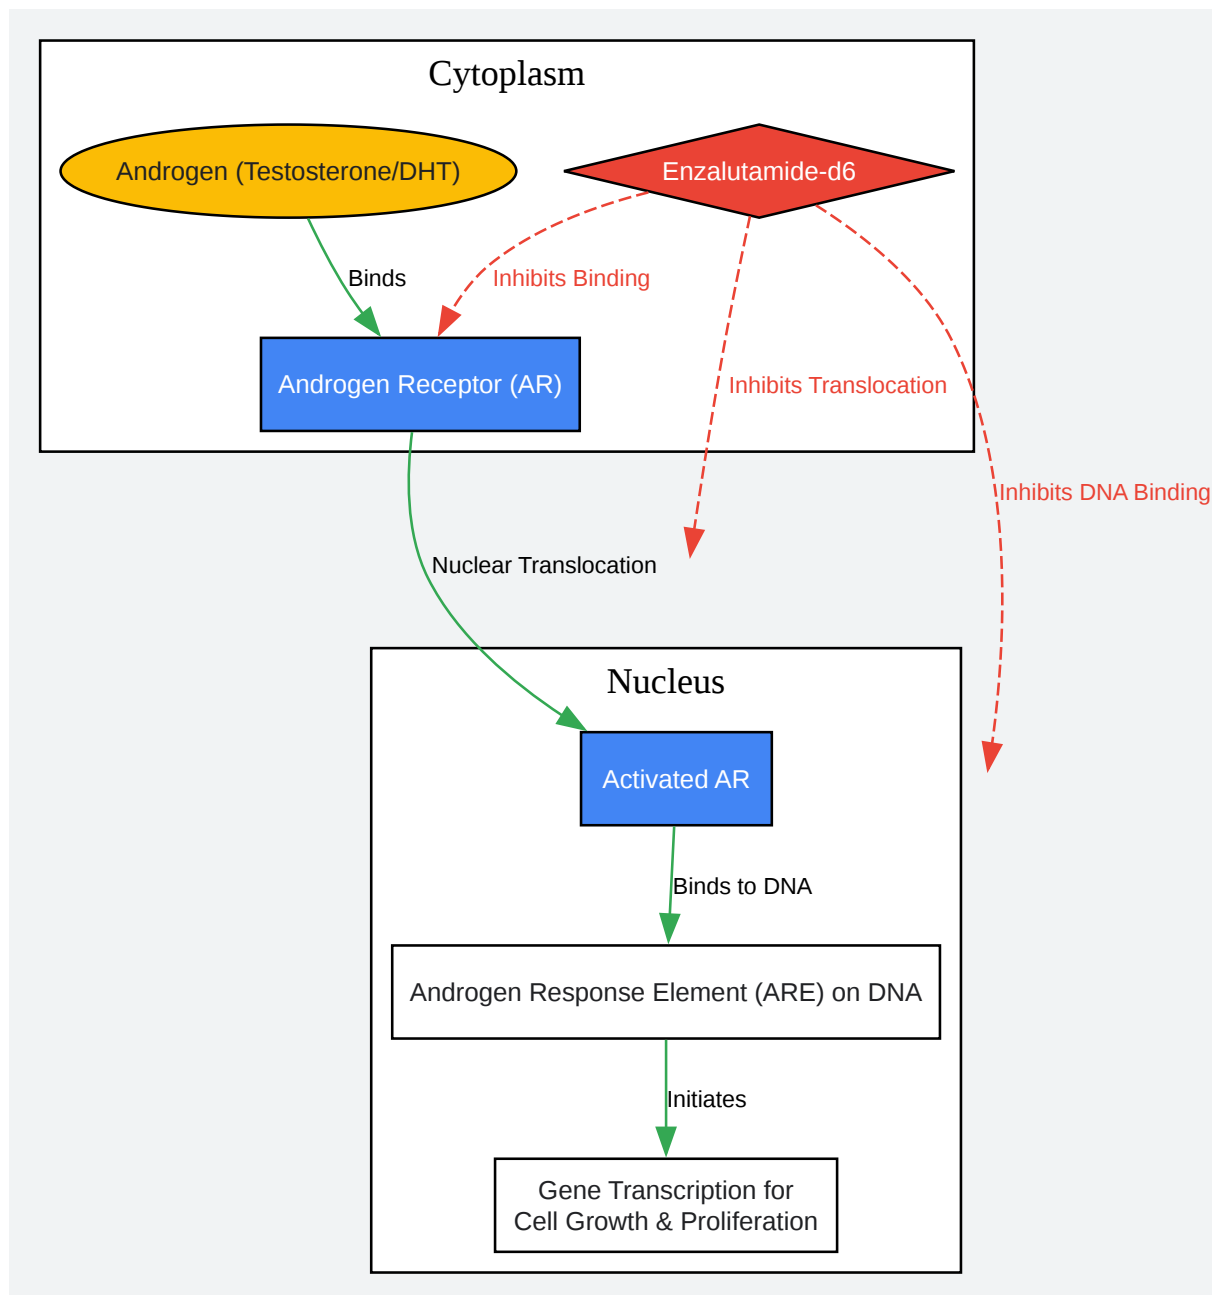 Cytoplasm
Androgen (Testosterone/DHT)
Enzalutamide-d6
Binds
Inhibits Binding
Androgen Receptor (AR)
Inhibits Translocation
Inhibits DNA Binding
Nuclear Translocation
Nucleus
Activated AR
Binds to DNA
Androgen Response Element (ARE) on DNA
Initiates
Gene Transcription for
Cell Growth & Proliferation